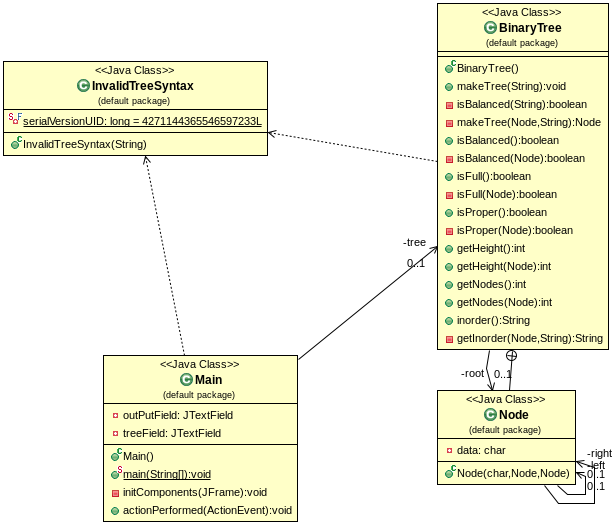 <<Java Class>>
BinaryTree
(default package)
BinaryTree()
makeTree(String):void
isBalanced(String):boolean
makeTree(Node,String):Node
isBalanced():boolean
isBalanced(Node):boolean
isFull():boolean
isFull(Node):boolean
isProper():boolean
isProper(Node):boolean
getHeight():int
getHeight(Node):int
getNodes():int
getNodes(Node):int
inorder():String
getInorder(Node,String):String
<<Java Class>>
InvalidTreeSyntax
(default package)
serialVersionUID: long = 4271144365546597233L
InvalidTreeSyntax(String)
-tree
0..1
<<Java Class>>
Main
(default package)
outPutField: JTextField
treeField: JTextField
Main()
main(String[]):void
initComponents(JFrame):void
actionPerformed(ActionEvent):void
-root
0..1
<<Java Class>>
Node
(default package)
data: char
Node(char,Node,Node)
-right
-left
0..1
0..1